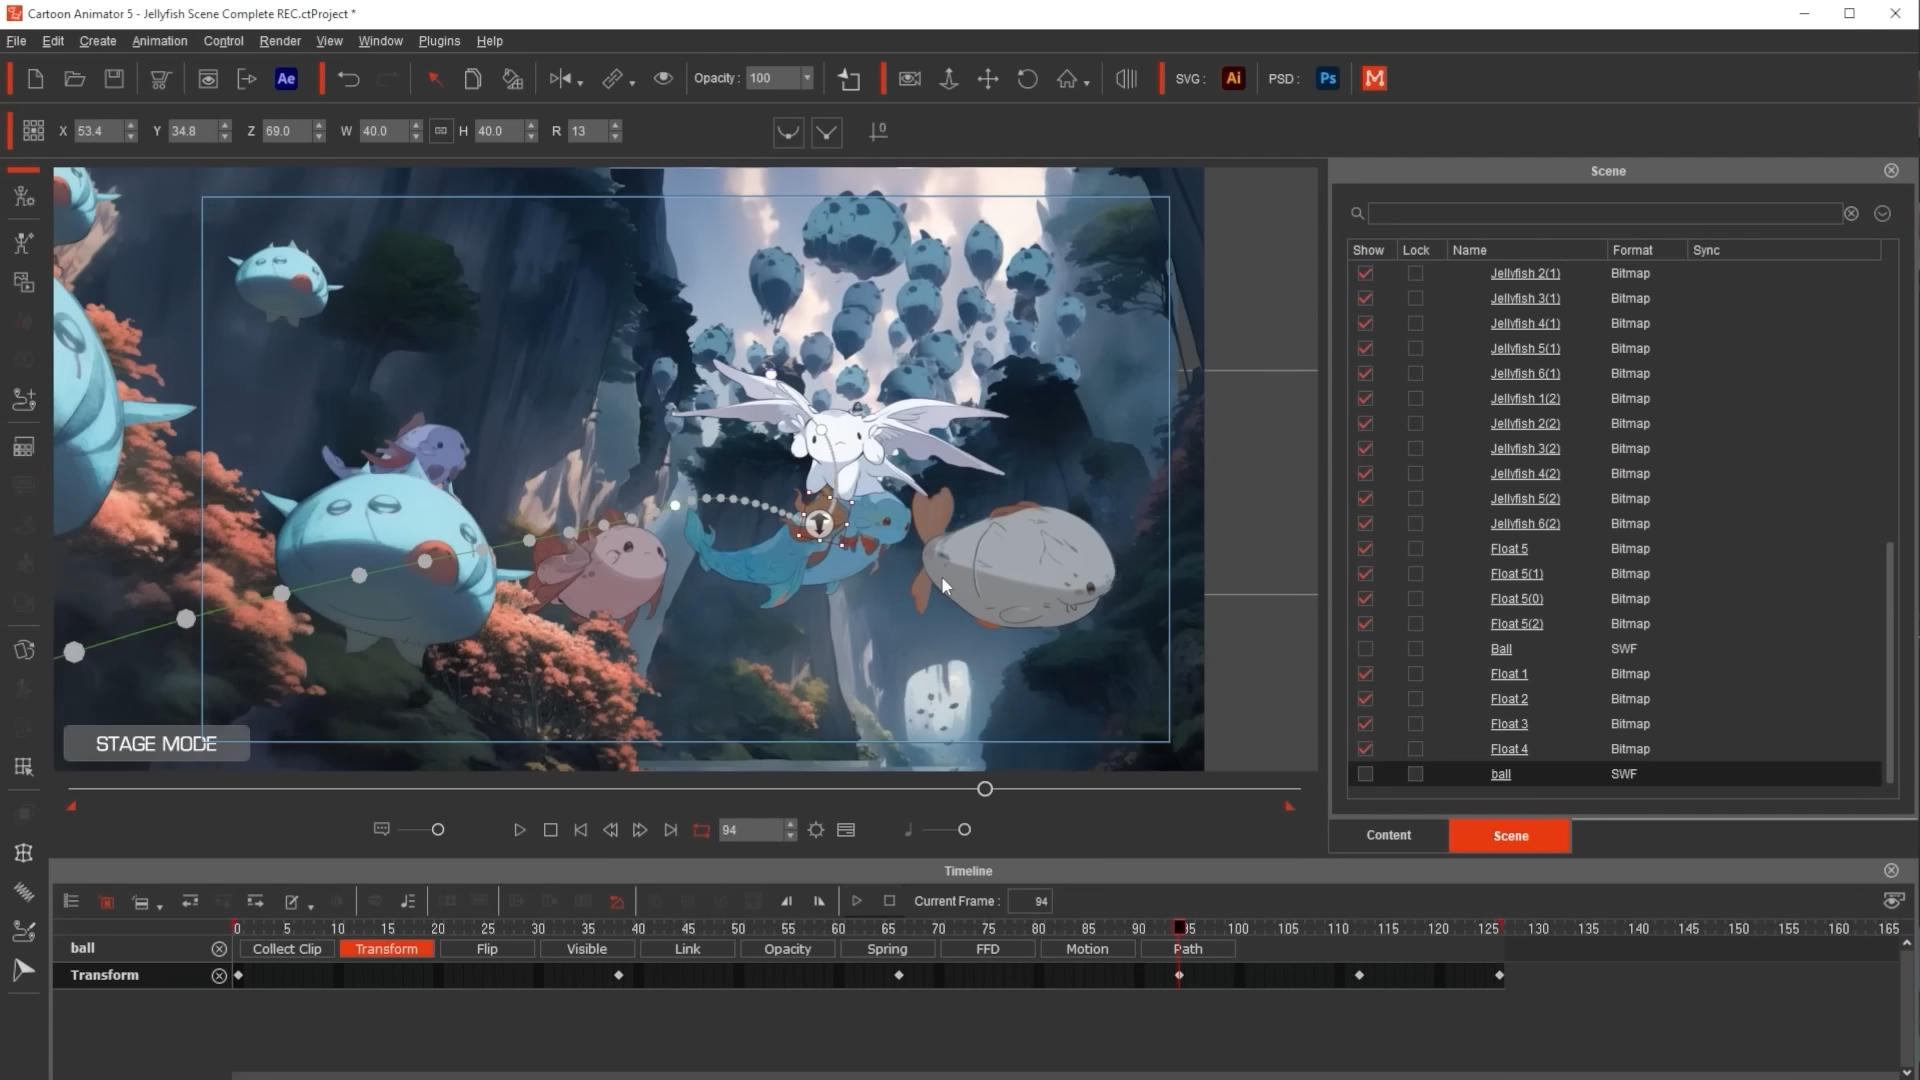 Cartoon Animator 5 - Jellyfish Scene Complete REC.ctProject *
File Edit Create Animation Control Render View Window Plugins Help
Ae Opacity : 100 SVG : Ai PSD : Ps
X 53.4 Y 34.8 Z 69.0 W 40.0 H 40.0 R 13 0
Scene
Show Lock Name Format Sync
Jellyfish 2(1) Bitmap
Jellyfish 3(1) Bitmap
Jellyfish 4(1) Bitmap
Jellyfish 5(1) Bitmap
Jellyfish 6(1) Bitmap
Jellyfish 1(2) Bitmap
Jellyfish 2(2) Bitmap
Jellyfish 3(2) Bitmap
Jellyfish 4(2) Bitmap
Jellyfish 5(2) Bitmap
Jellyfish 6(2) Bitmap
Float 5 Bitmap
Float 5(1) Bitmap
Float 5(0) Bitmap
Float 5(2) Bitmap
Ball SWF
Float 1 Bitmap
Float 2 Bitmap
Float 3 Bitmap
Float 4 Bitmap
ball SWF
STAGE MODE
94
Content Scene
Timeline
Current Frame : 94
0 5 10 15 20 25 30 35 40 45 50 55 60 65 70 75 80 85 90 95 100 105 110 115 120 125 130 135 140 145 150 155 160 165
ball Collect Clip Transform Flip Visible Link Opacity Spring FFD Motion Path
Transform